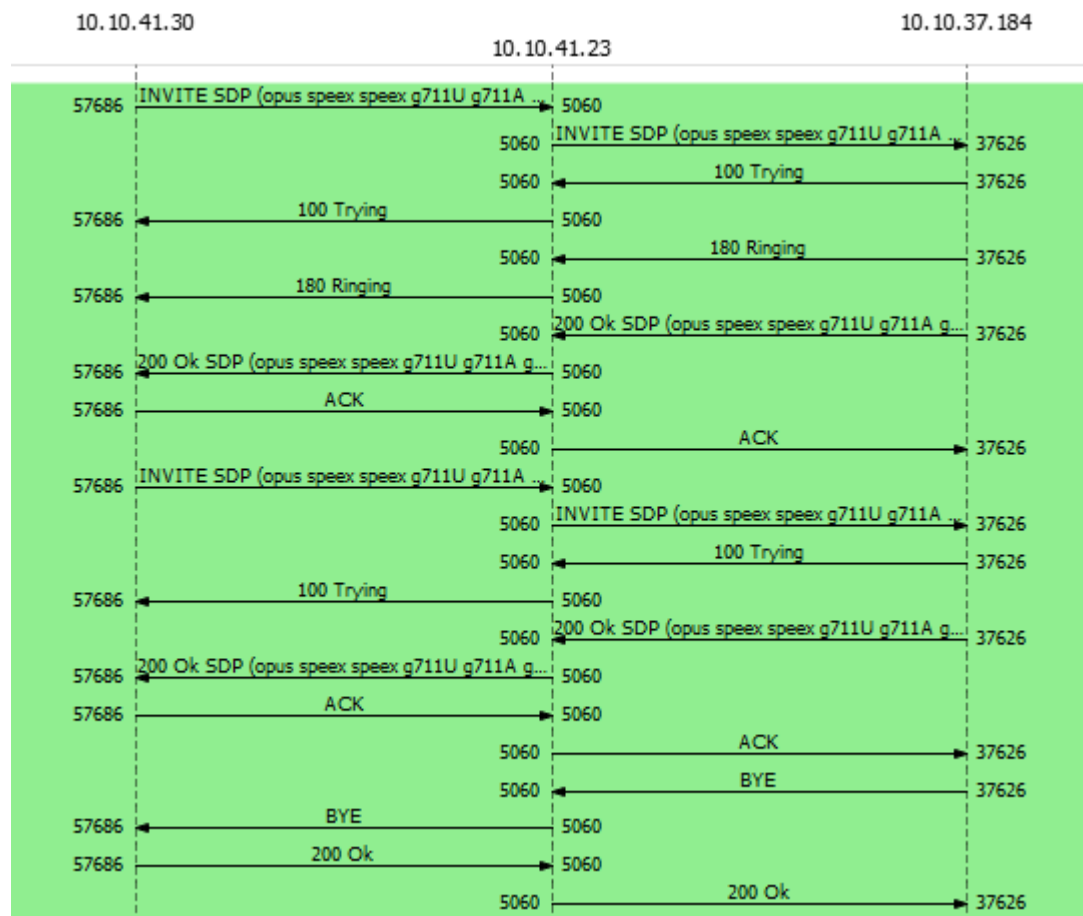 10.10.41.30
10.10.41.23
10.10.37.184
57686 INVITE SDP (opus speex speex g711U g711A ... 5060
5060 INVITE SDP (opus speex speex g711U g711A ... 37626
5060 100 Trying 37626
57686 100 Trying 5060
5060 180 Ringing 37626
57686 180 Ringing 5060
5060 200 Ok SDP (opus speex speex g711U g711A g... 37626
57686 200 Ok SDP (opus speex speex g711U g711A g... 5060
57686 ACK 5060
5060 ACK 37626
57686 INVITE SDP (opus speex speex g711U g711A ... 5060
5060 INVITE SDP (opus speex speex g711U g711A ... 37626
5060 100 Trying 37626
57686 100 Trying 5060
5060 200 Ok SDP (opus speex speex g711U g711A g... 37626
57686 200 Ok SDP (opus speex speex g711U g711A g... 5060
57686 ACK 5060
5060 ACK 37626
5060 BYE 37626
57686 BYE 5060
57686 200 Ok 5060
5060 200 Ok 37626